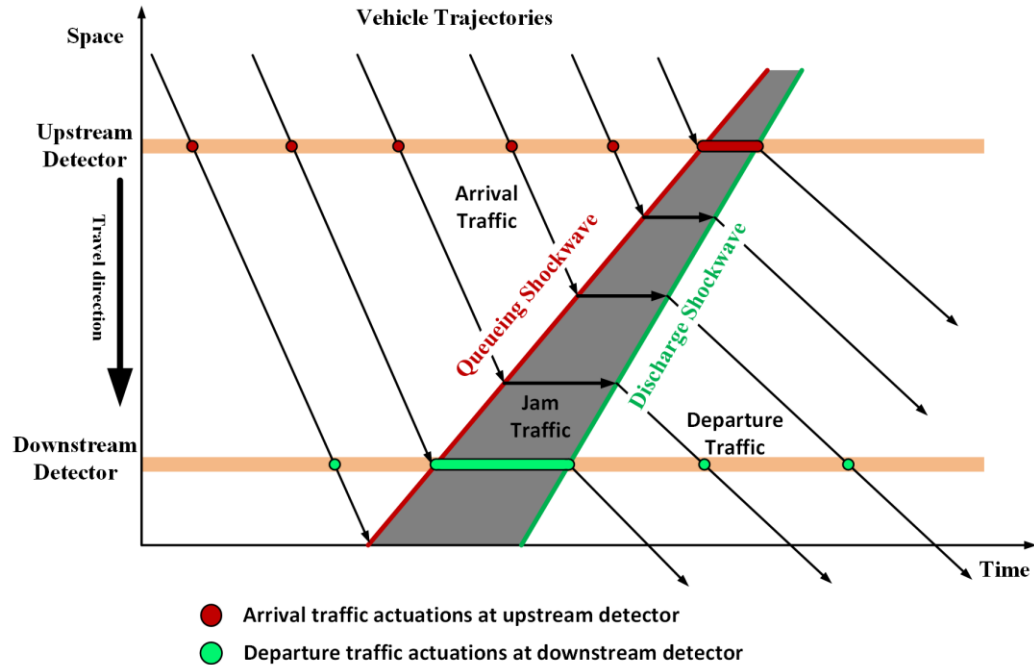 Vehicle Trajectories
Space
Upstream
Detector
Arrival
Traffic
Travel direction
Queueing Shockwave
Discharge Shockwave
Jam
Traffic
Departure
Traffic
Downstream
Detector
Time
Arrival traffic actuations at upstream detector
Departure traffic actuations at downstream detector